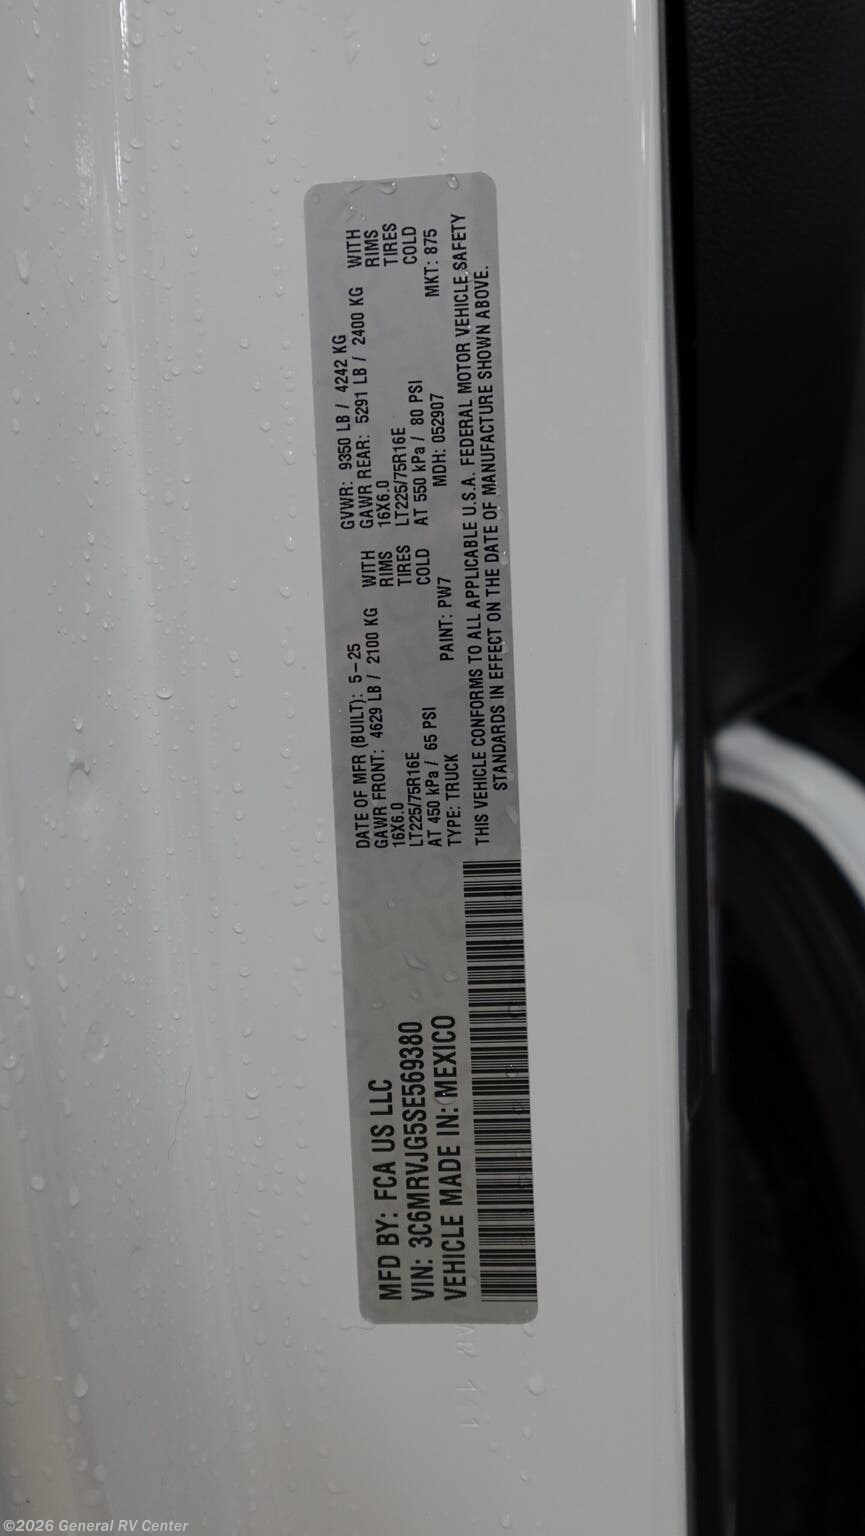 MFD BY: FCA US LLC
VIN: 3C6MRVJG5SE569380
VEHICLE MADE IN: MEXICO
DATE OF MFR (BUILT): 5-25 GVWR: 9350 LB / 4242 KG
GAWR FRONT: 4629 LB / 2100 KG WITH GAWR REAR: 5291 LB / 2400 KG WITH
16X6.0 RIMS 16X6.0 RIMS
LT225/75R16E TIRES LT225/75R16E TIRES
AT 450 kPa / 65 PSI COLD AT 550 kPa / 80 PSI COLD
TYPE: TRUCK PAINT: PW7 MDH: 052907 MKT: 875
THIS VEHICLE CONFORMS TO ALL APPLICABLE U.S.A. FEDERAL MOTOR VEHICLE SAFETY
STANDARDS IN EFFECT ON THE DATE OF MANUFACTURE SHOWN ABOVE.
©2026 General RV Center